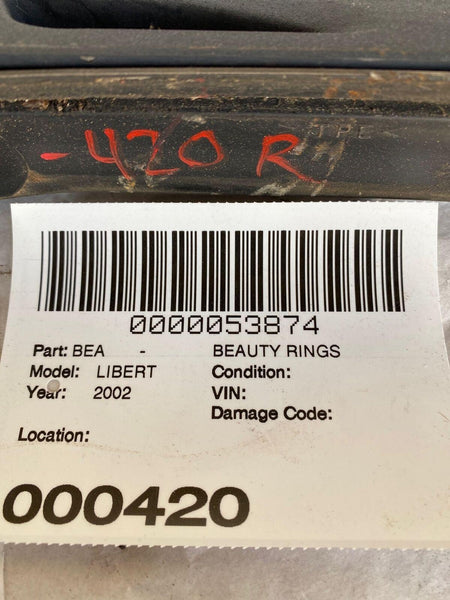 -420 R
0000053874
Part: BEA - BEAUTY RINGS
Model: LIBERT Condition:
Year: 2002 VIN:
Damage Code:
Location:
000420